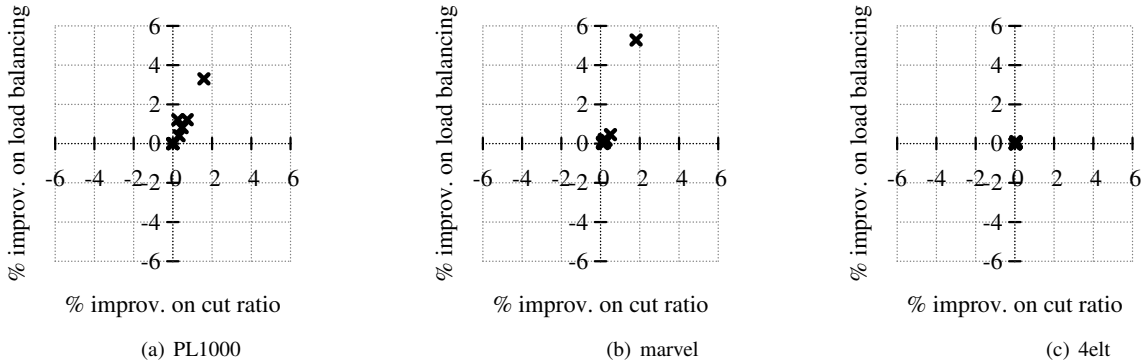 % improv. on load balancing
6
4
2
0
-2
-4
-6
-6 -4 -2 0 2 4 6
% improv. on cut ratio
(a) PL1000
% improv. on load balancing
6
4
2
0
-2
-4
-6
-6 -4 -2 0 2 4 6
% improv. on cut ratio
(b) marvel
% improv. on load balancing
6
4
2
0
-2
-4
-6
-6 -4 -2 0 2 4 6
% improv. on cut ratio
(c) 4elt